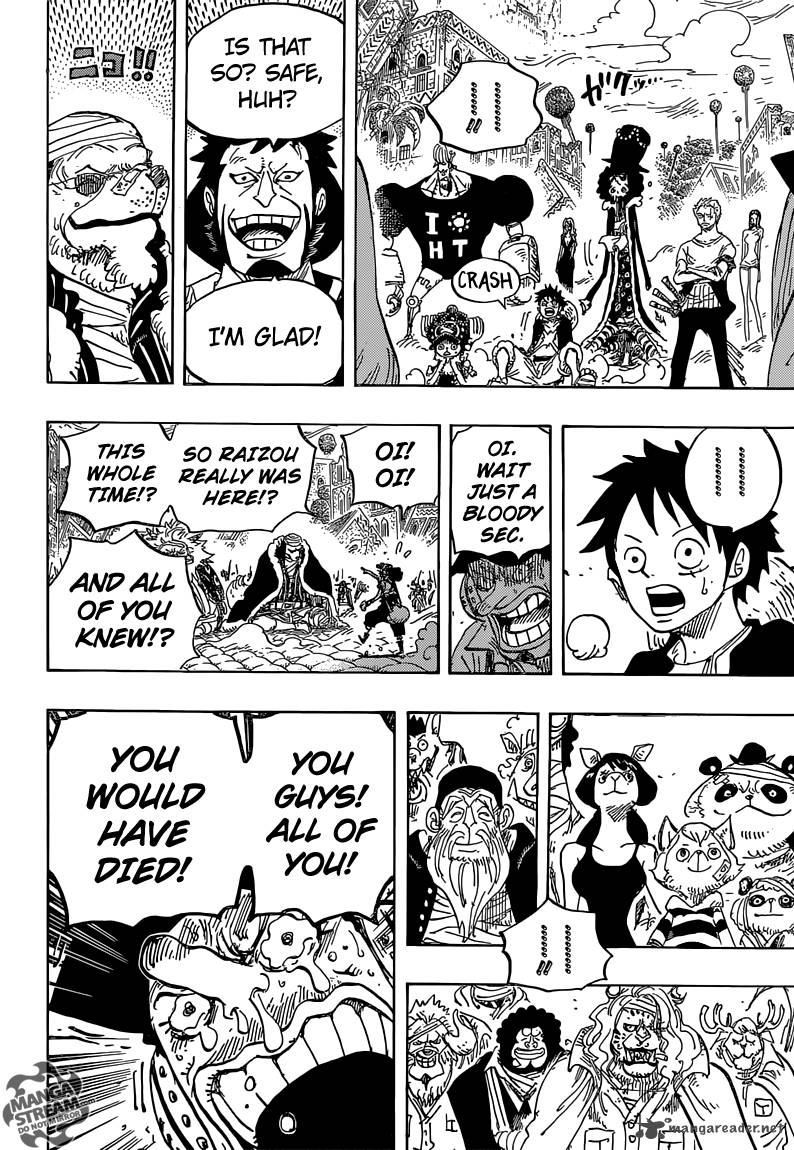 ガク
!!
IS THAT
SO? SAFE,
HUH?
I'M GLAD!
I
HT
CRASH
ニコ!!
OI.
WAIT
JUST A
BLOODY
SEC.
OI!
OI!
SO RAIZOU
REALLY WAS
HERE!?
THIS
WHOLE
TIME!?
AND ALL
OF YOU
KNEW!?
!!
YOU
GUYS!
ALL OF
YOU!
YOU
WOULD
HAVE
DIED!
MANGA
STREAM
DO NOT MIRROR
mangareader.net